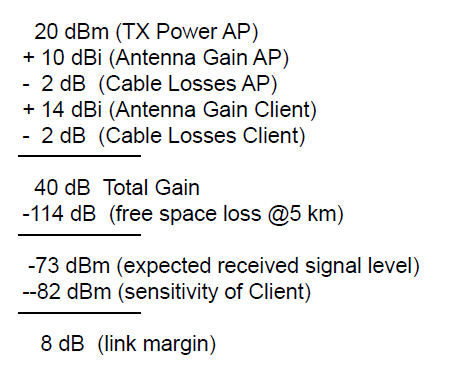 20 dBm (TX Power AP)
+ 10 dBi (Antenna Gain AP)
- 2 dB (Cable Losses AP)
+ 14 dBi (Antenna Gain Client)
- 2 dB (Cable Losses Client)
40 dB Total Gain
-114 dB (free space loss @5 km)
-73 dBm (expected received signal level)
--82 dBm (sensitivity of Client)
8 dB (link margin)